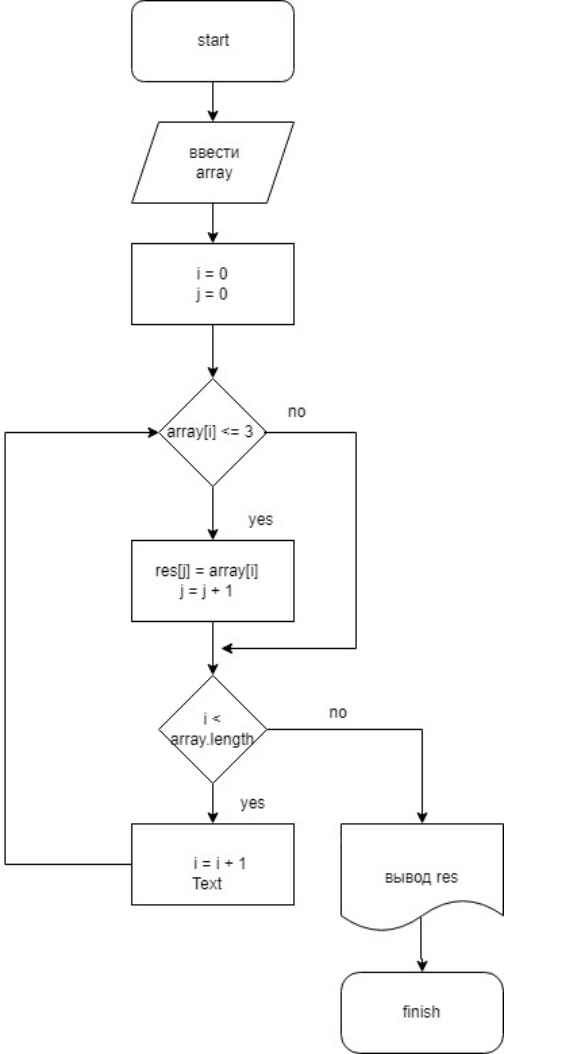 start
ввести
array
i = 0
j = 0
array[i] <= 3
no
yes
res[j] = array[i]
j = j + 1
i <
array.length
no
yes
i = i + 1
Text
вывод res
finish